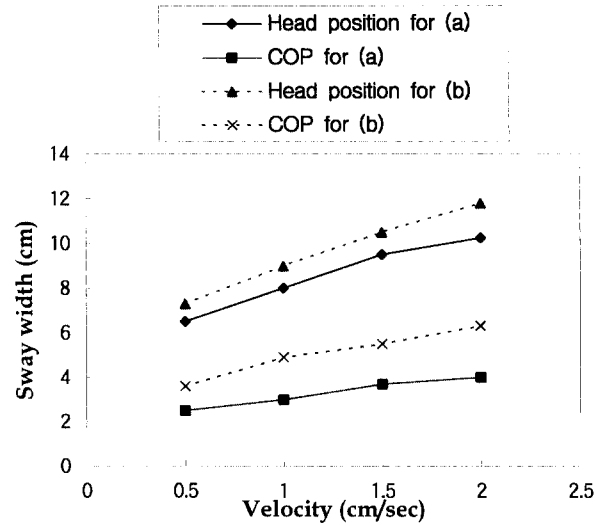 Head position for (a)
COP for (a)
Head position for (b)
COP for (b)
14
12
10
8
6
4
2
0
Sway width (cm)
0
0.5
1
1.5
2
2.5
Velocity (cm/sec)